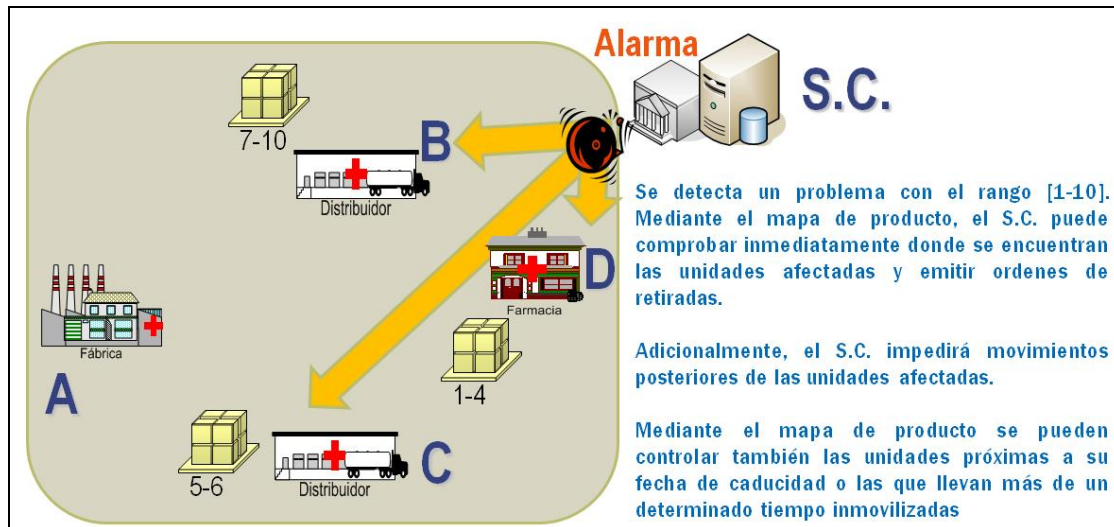 Alarma
S.C.
7-10
B
Distribuidor
D
Farmacia
Fábrica
A
1-4
5-6
C
Distribuidor
Se detecta un problema con el rango [1-10].
Mediante el mapa de producto, el S.C. puede
comprobar inmediatamente donde se encuentran
las unidades afectadas y emitir ordenes de
retiradas.
Adicionalmente, el S.C. impedirá movimientos
posteriores de las unidades afectadas.
Mediante el mapa de producto se pueden
controlar también las unidades próximas a su
fecha de caducidad o las que llevan más de un
determinado tiempo inmovilizadas